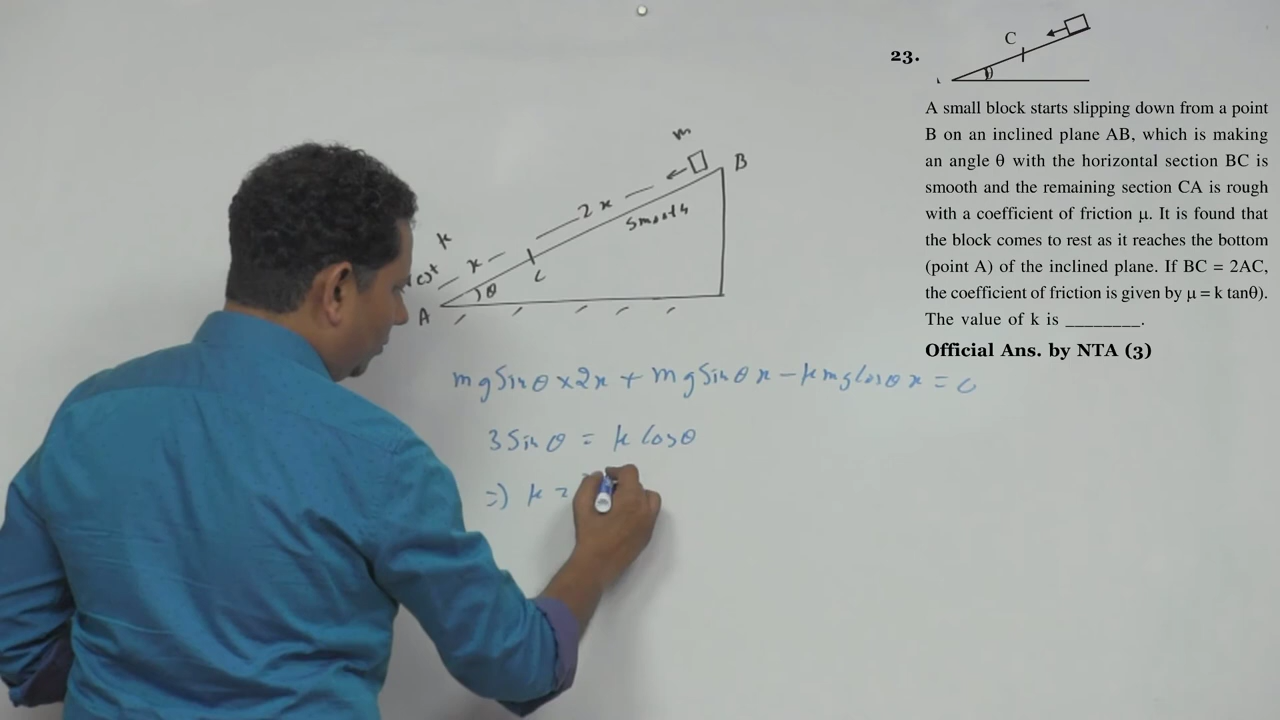 23.
C
θ
A small block starts slipping down from a point
B on an inclined plane AB, which is making
an angle θ with the horizontal section BC is
smooth and the remaining section CA is rough
with a coefficient of friction μ. It is found that
the block comes to rest as it reaches the bottom
(point A) of the inclined plane. If BC = 2AC,
the coefficient of friction is given by μ = k tanθ).
The value of k is ________.
Official Ans. by NTA (3)
m
B
2x
smooth
μ
x
rest
C
θ
A
mg sinθ × 2x + mg sinθ x − μ mg cosθ x = 0
3 sinθ = μ cosθ
⇒) μ =